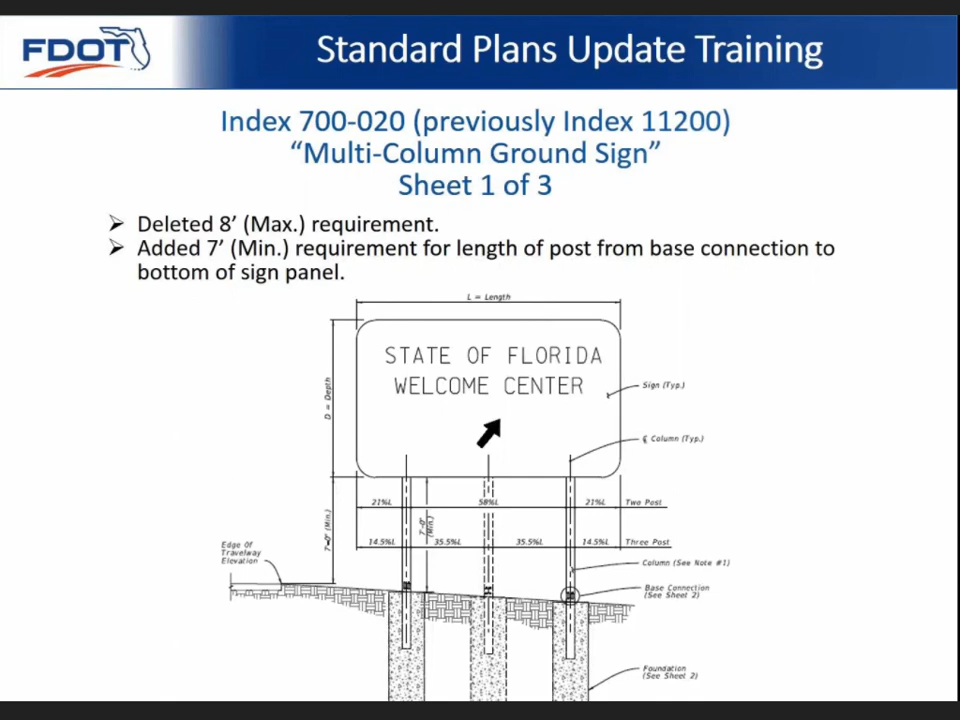 FDOT
Standard Plans Update Training
Index 700-020 (previously Index 11200)
“Multi-Column Ground Sign”
Sheet 1 of 3
➢ Deleted 8’ (Max.) requirement.
➢ Added 7’ (Min.) requirement for length of post from base connection to
bottom of sign panel.
L = Length
STATE OF FLORIDA
WELCOME CENTER
D = Depth
Sign (Typ.)
℄ Column (Typ.)
21%L 58%L 21%L Two Post
7'-0" (Min.)
7'-0"
(Min.)
14.5%L 35.5%L 35.5%L 14.5%L Three Post
Edge Of
Travelway
Elevation
Column (See Note #1)
Base Connection
(See Sheet 2)
Foundation
(See Sheet 2)